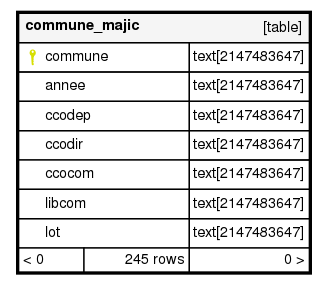 commune_majic [table]
commune text[2147483647]
annee text[2147483647]
ccodep text[2147483647]
ccodir text[2147483647]
ccocom text[2147483647]
libcom text[2147483647]
lot text[2147483647]
< 0 245 rows 0 >